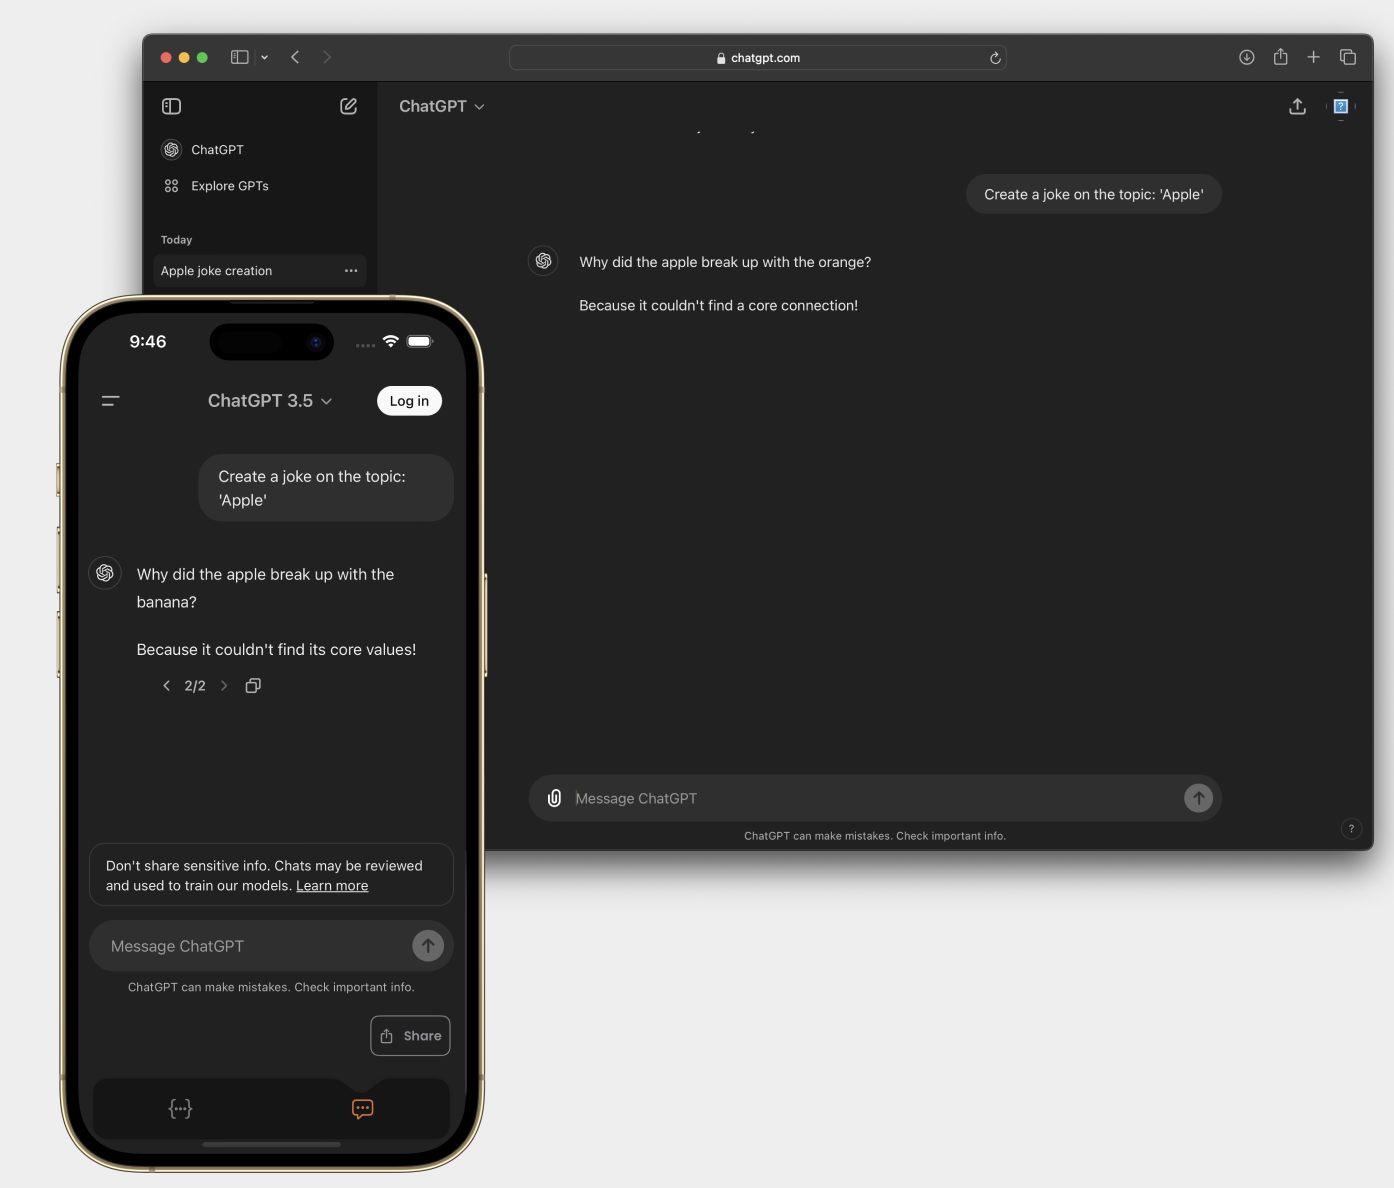 chatgpt.com
ChatGPT
ChatGPT
Explore GPTs
Today
Apple joke creation
Create a joke on the topic: 'Apple'
Why did the apple break up with the orange?
Because it couldn't find a core connection!
Message ChatGPT
ChatGPT can make mistakes. Check important info.
?
9:46
ChatGPT 3.5
Log in
Create a joke on the topic:
'Apple'
Why did the apple break up with the
banana?
Because it couldn't find its core values!
2/2
Don't share sensitive info. Chats may be reviewed
and used to train our models. Learn more
Message ChatGPT
ChatGPT can make mistakes. Check important info.
Share